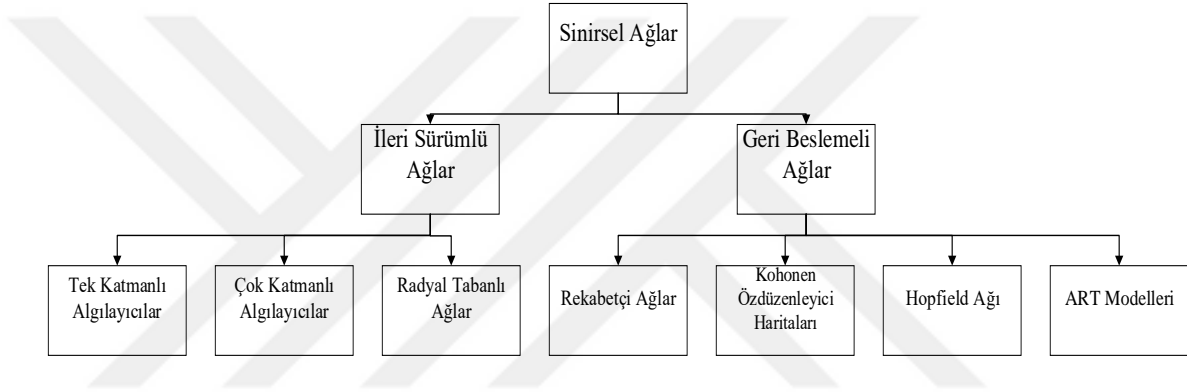 Sinirsel Ağlar
İleri Sürümlü
Ağlar
Geri Beslemeli
Ağlar
Tek Katmanlı
Algılayıcılar
Çok Katmanlı
Algılayıcılar
Radyal Tabanlı
Ağlar
Rekabetçi Ağlar
Kohonen
Özdüzenleyici
Haritaları
Hopfield Ağı
ART Modelleri